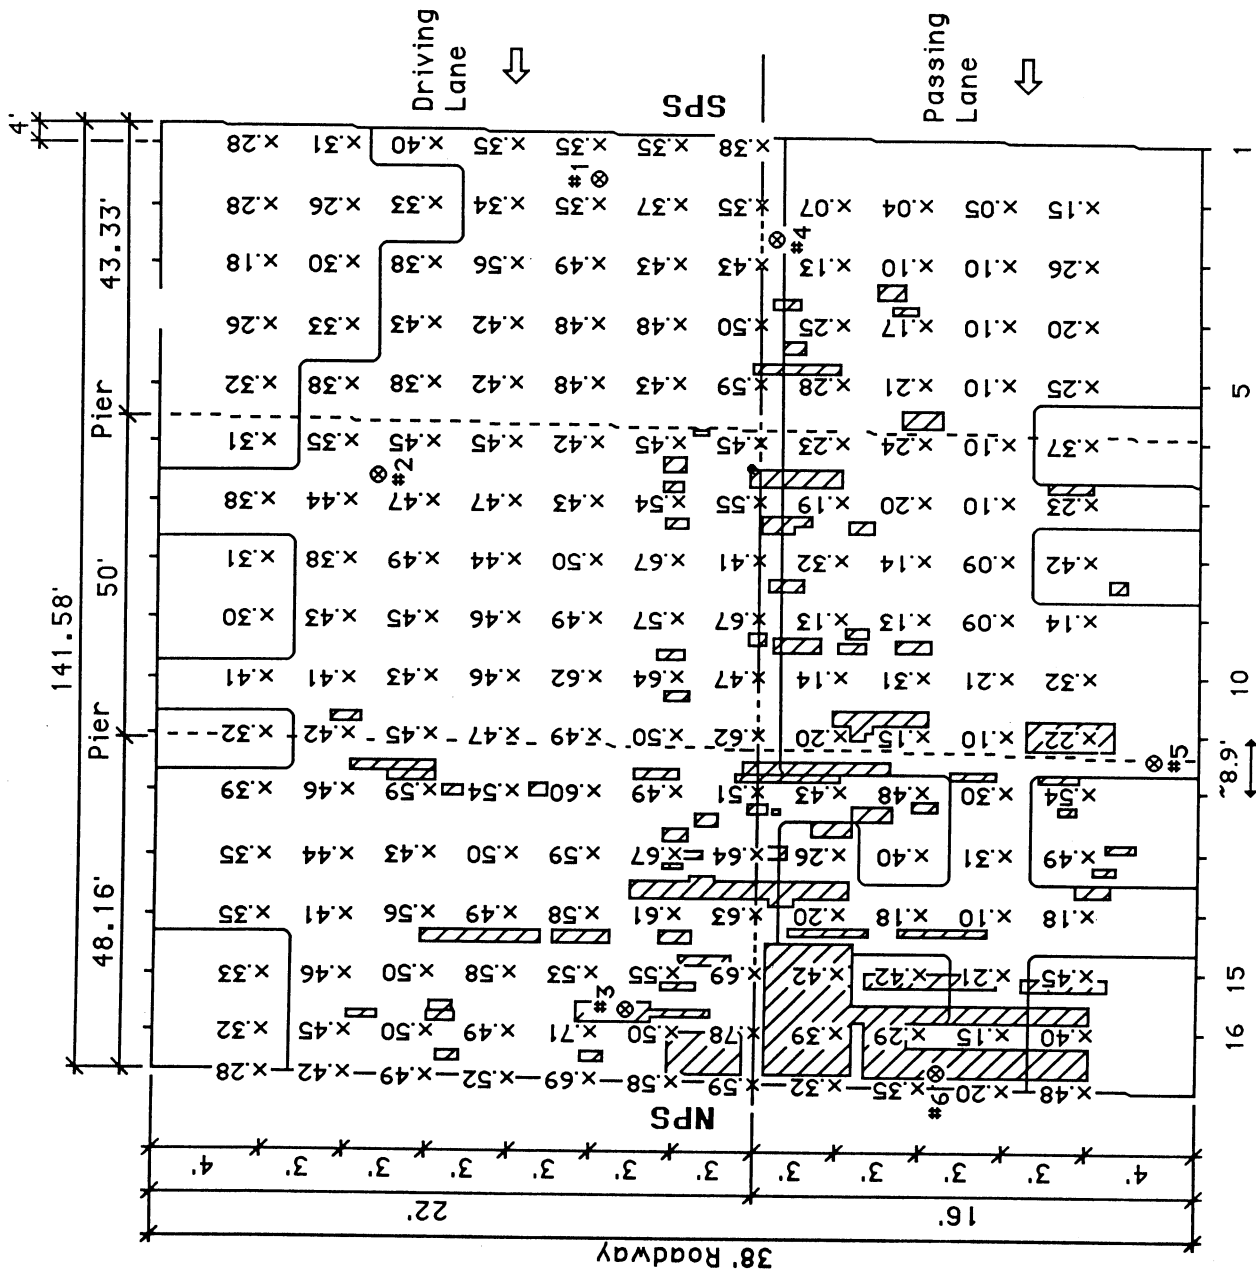 4'
Driving
Lane
Passing
Lane
SPS
x.28 x.31 x.40 x.35 x.35 x.35 x.38
1
#1
43.33'
x.28 x.26 x.33 x.34 x.35 x.37 x.35 x.07 x.04 x.05 x.15
#4
x.18 x.30 x.38 x.56 x.49 x.43 x.43 x.13 x.10 x.10 x.26
x.26 x.33 x.43 x.42 x.48 x.48 x.50 x.25 x.17 x.10 x.20
x.32 x.38 x.38 x.42 x.48 x.43 x.59 x.28 x.21 x.10 x.25
5
Pier
x.31 x.35 x.45 x.45 x.42 x.45 x.45 x.23 x.24 x.10 x.37
#2
x.38 x.44 x.47 x.47 x.43 x.54 x.55 x.19 x.20 x.10 x.23
50'
x.31 x.38 x.49 x.44 x.50 x.67 x.41 x.32 x.14 x.09 x.42
141.58'
x.30 x.43 x.45 x.46 x.49 x.57 x.67 x.13 x.13 x.09 x.14
x.41 x.41 x.43 x.46 x.62 x.64 x.47 x.14 x.31 x.21 x.32
10
Pier
x.32 x.42 x.45 x.47 x.49 x.50 x.62 x.20 x.15 x.10 x.22
#5
~8.9'
x.39 x.46 x.59 x.54 x.60 x.49 x.51 x.43 x.48 x.30 x.54
x.35 x.44 x.43 x.50 x.59 x.67 x.64 x.26 x.40 x.31 x.49
48.16'
x.35 x.41 x.56 x.49 x.58 x.61 x.63 x.20 x.18 x.10 x.18
x.33 x.46 x.50 x.58 x.53 x.55 x.69 x.42 x.42 x.21 x.45
15
#3
x.32 x.45 x.50 x.49 x.71 x.50 x.78 x.39 x.29 x.15 x.40
16
x.28 x.42 x.49 x.52 x.69 x.58 x.59 x.32 x.35 x.20 x.48
#6
NPS
4' 3' 3' 3' 3' 3' 3' 3' 3' 3' 3' 4'
22' 16'
38' Roadway